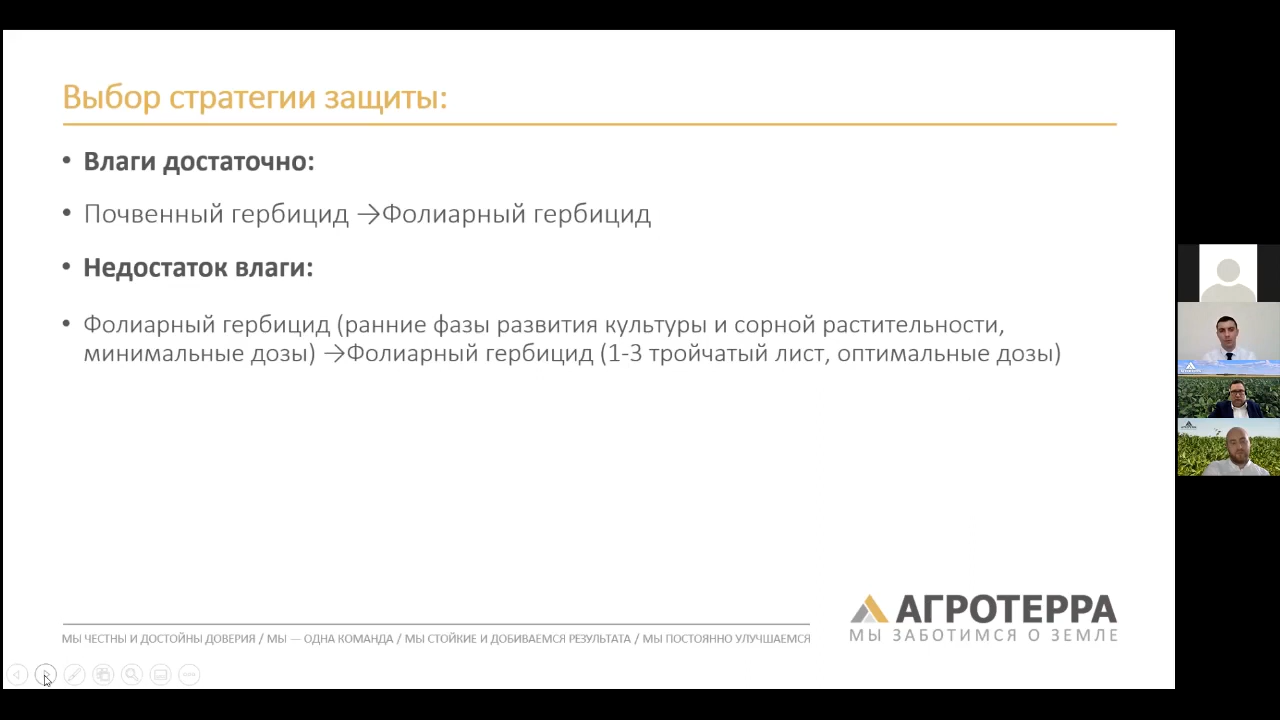 Выбор стратегии защиты:
• Влаги достаточно:
• Почвенный гербицид →Фолиарный гербицид
• Недостаток влаги:
• Фолиарный гербицид (ранние фазы развития культуры и сорной растительности,
минимальные дозы) →Фолиарный гербицид (1-3 тройчатый лист, оптимальные дозы)
АГРОТЕРРА
МЫ ЗАБОТИМСЯ О ЗЕМЛЕ
МЫ ЧЕСТНЫ И ДОСТОЙНЫ ДОВЕРИЯ / МЫ — ОДНА КОМАНДА / МЫ СТОЙКИЕ И ДОБИВАЕМСЯ РЕЗУЛЬТАТА / МЫ ПОСТОЯННО УЛУЧШАЕМСЯ